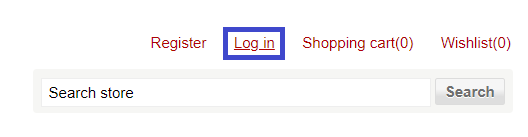 Register Log in Shopping cart(0) Wishlist(0)
Search store Search